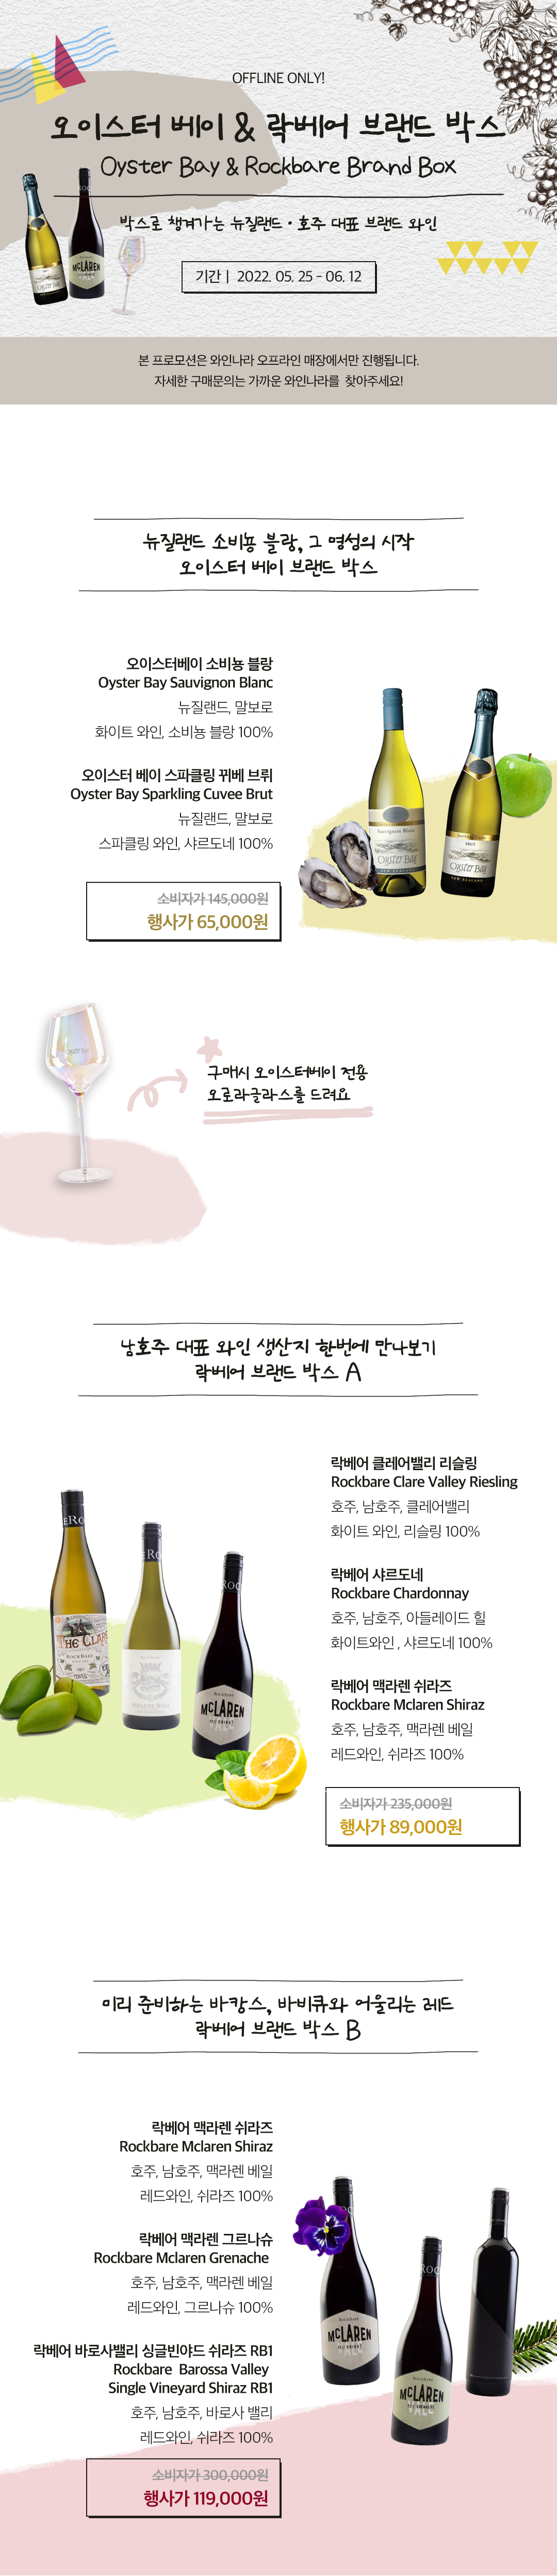 OFFLINE ONLY!
오이스터 베이 & 락베어 브랜드 박스
Oyster Bay & Rockbare Brand Box
박스로 챙겨가는 뉴질랜드 · 호주 대표 브랜드 와인
기간 | 2022. 05. 25 - 06. 12
본 프로모션은 와인나라 오프라인 매장에서만 진행됩니다.
자세한 구매문의는 가까운 와인나라를 찾아주세요!
뉴질랜드 소비뇽 블랑, 그 명성의 시작
오이스터 베이 브랜드 박스
오이스터베이 소비뇽 블랑
Oyster Bay Sauvignon Blanc
뉴질랜드, 말보로
화이트 와인, 소비뇽 블랑 100%
오이스터 베이 스파클링 뀌베 브뤼
Oyster Bay Sparkling Cuvee Brut
뉴질랜드, 말보로
스파클링 와인, 샤르도네 100%
소비자가 145,000원
행사가 65,000원
Sauvignon Blanc
OYSTER BAY
NEW ZEALAND
BRUT
OYSTER BAY
NEW ZEALAND
구매시 오이스터베이 전용
오로라글라스를 드려요
남호주 대표 와인 생산지 한번에 만나보기
락베어 브랜드 박스 A
락베어 클레어밸리 리슬링
Rockbare Clare Valley Riesling
호주, 남호주, 클레어밸리
화이트 와인, 리슬링 100%
락베어 샤르도네
Rockbare Chardonnay
호주, 남호주, 아들레이드 힐
화이트와인 , 샤르도네 100%
락베어 맥라렌 쉬라즈
Rockbare Mclaren Shiraz
호주, 남호주, 맥라렌 베일
레드와인, 쉬라즈 100%
소비자가 235,000원
행사가 89,000원
THE CLARE
ROCKBARE
McLAREN
VALE
미리 준비하는 바캉스, 바비큐와 어울리는 레드
락베어 브랜드 박스 B
락베어 맥라렌 쉬라즈
Rockbare Mclaren Shiraz
호주, 남호주, 맥라렌 베일
레드와인, 쉬라즈 100%
락베어 맥라렌 그르나슈
Rockbare Mclaren Grenache
호주, 남호주, 맥라렌 베일
레드와인, 그르나슈 100%
락베어 바로사밸리 싱글빈야드 쉬라즈 RB1
Rockbare Barossa Valley
Single Vineyard Shiraz RB1
호주, 남호주, 바로사 밸리
레드와인, 쉬라즈 100%
소비자가 300,000원
행사가 119,000원
McLAREN
VALE
McLAREN
VALE